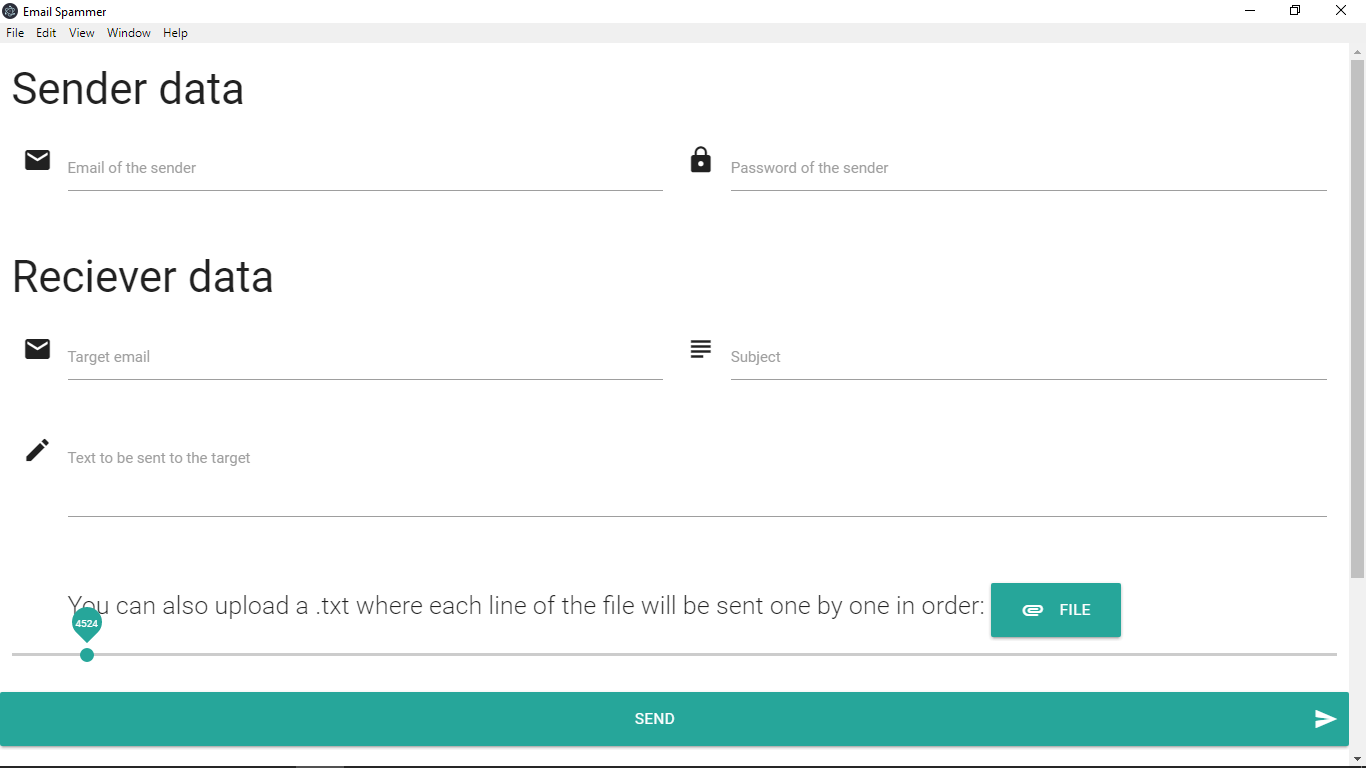 Email Spammer
File Edit View Window Help
Sender data
Email of the sender Password of the sender
Reciever data
Target email Subject
Text to be sent to the target
You can also upload a .txt where each line of the file will be sent one by one in order: FILE
4524
SEND